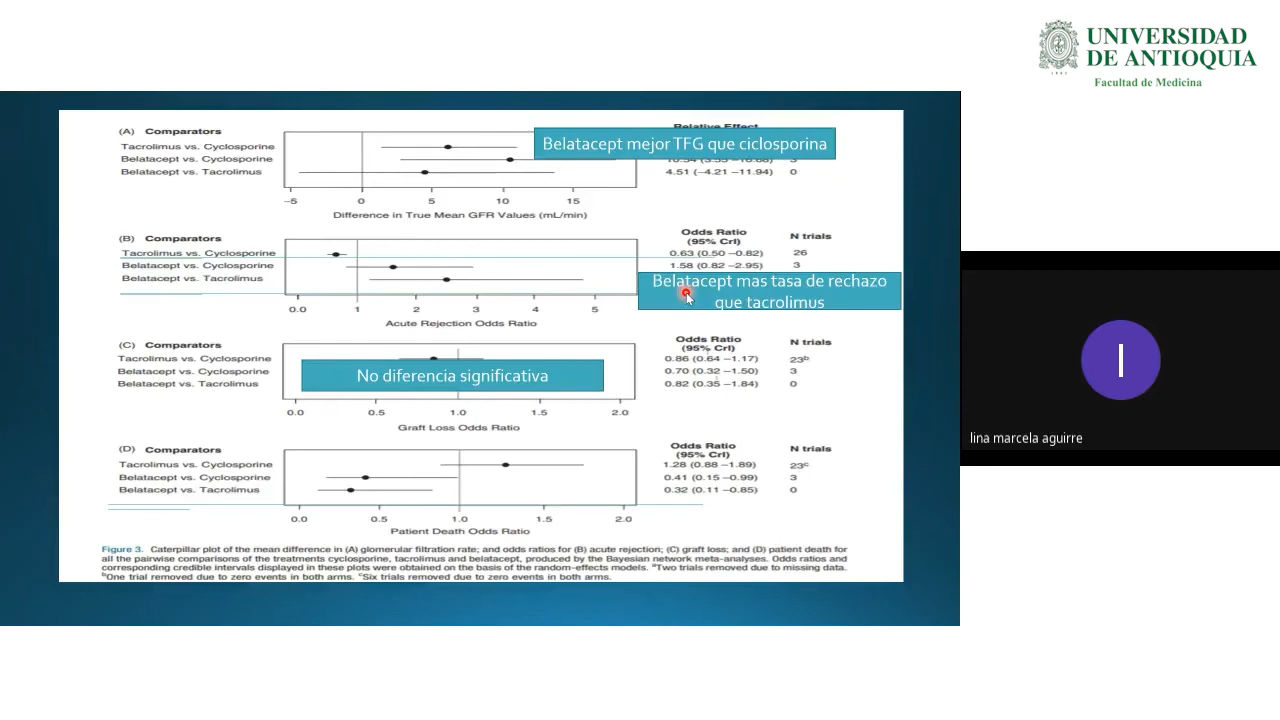 UNIVERSIDAD
DE ANTIOQUIA
Facultad de Medicina
(A) Comparators
Relative Effect
Tacrolimus vs. Cyclosporine
Belatacept mejor TFG que ciclosporina
Belatacept vs. Cyclosporine
Belatacept vs. Tacrolimus 4.51 (−4.21 −11.94) 0
−5 0 5 10 15
Difference in True Mean GFR Values (mL/min)
(B) Comparators Odds Ratio (95% CrI) N trials
Tacrolimus vs. Cyclosporine 0.63 (0.50 −0.82) 26
Belatacept vs. Cyclosporine 1.58 (0.82 −2.95) 3
Belatacept vs. Tacrolimus
Belatacept mas tasa de rechazo
que tacrolimus
0.0 1 2 3 4 5
Acute Rejection Odds Ratio
(C) Comparators Odds Ratio (95% CrI) N trials
Tacrolimus vs. Cyclosporine 0.86 (0.64 −1.17) 23b
Belatacept vs. Cyclosporine 0.70 (0.32 −1.50) 3
No diferencia significativa
Belatacept vs. Tacrolimus 0.82 (0.35 −1.84) 0
0.0 0.5 1.0 1.5 2.0
Graft Loss Odds Ratio
(D) Comparators Odds Ratio (95% CrI) N trials
Tacrolimus vs. Cyclosporine 1.28 (0.88 −1.89) 23c
Belatacept vs. Cyclosporine 0.41 (0.15 −0.99) 3
Belatacept vs. Tacrolimus 0.32 (0.11 −0.85) 0
0.0 0.5 1.0 1.5 2.0
Patient Death Odds Ratio
Figure 3. Caterpillar plot of the mean difference in (A) glomerular filtration rate; and odds ratios for (B) acute rejection; (C) graft loss; and (D) patient death for
all the pairwise comparisons of the treatments cyclosporine, tacrolimus and belatacept, produced by the Bayesian network meta-analyses. Odds ratios and
corresponding credible intervals displayed in these plots were obtained on the basis of the random-effects models. aTwo trials removed due to missing data.
bOne trial removed due to zero events in both arms. cSix trials removed due to zero events in both arms.
l
lina marcela aguirre